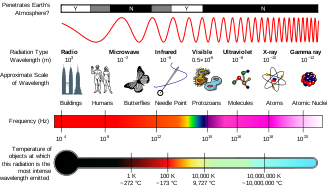 Penetrates Earth's
Atmosphere?
Y N Y N
Radiation Type
Wavelength (m)
Radio Microwave Infrared Visible Ultraviolet X-ray Gamma ray
10³ 10⁻² 10⁻⁵ 0.5×10⁻⁶ 10⁻⁸ 10⁻¹⁰ 10⁻¹²
Approximate Scale
of Wavelength
Buildings Humans Butterflies Needle Point Protozoans Molecules Atoms Atomic Nuclei
Frequency (Hz)
10⁴ 10⁸ 10¹² 10¹⁵ 10¹⁶ 10¹⁸ 10²⁰
Temperature of
objects at which
this radiation is the
most intense
wavelength emitted
1 K 100 K 10,000 K 10,000,000 K
−272 °C −173 °C 9,727 °C ~10,000,000 °C